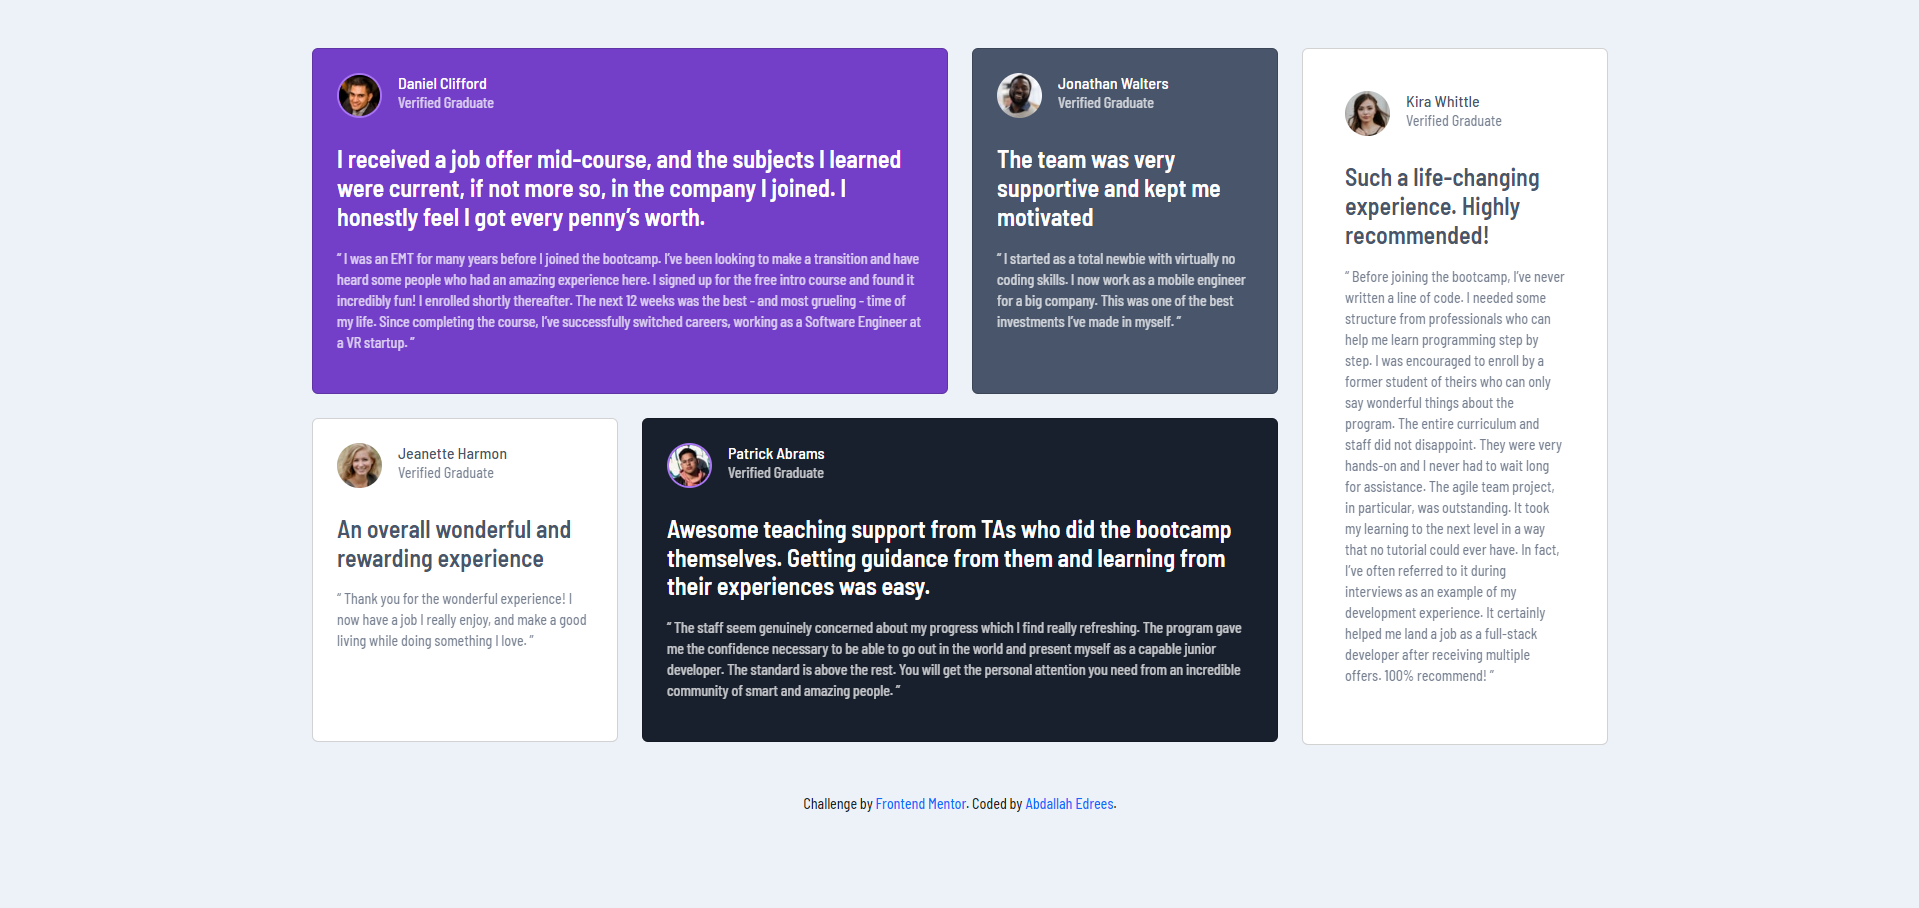 Daniel Clifford
Verified Graduate
I received a job offer mid-course, and the subjects I learned
were current, if not more so, in the company I joined. I
honestly feel I got every penny’s worth.
“ I was an EMT for many years before I joined the bootcamp. I’ve been looking to make a transition and have
heard some people who had an amazing experience here. I signed up for the free intro course and found it
incredibly fun! I enrolled shortly thereafter. The next 12 weeks was the best - and most grueling - time of
my life. Since completing the course, I’ve successfully switched careers, working as a Software Engineer at
a VR startup. ”
Jonathan Walters
Verified Graduate
The team was very
supportive and kept me
motivated
“ I started as a total newbie with virtually no
coding skills. I now work as a mobile engineer
for a big company. This was one of the best
investments I’ve made in myself. ”
Kira Whittle
Verified Graduate
Such a life-changing
experience. Highly
recommended!
“ Before joining the bootcamp, I’ve never
written a line of code. I needed some
structure from professionals who can
help me learn programming step by
step. I was encouraged to enroll by a
former student of theirs who can only
say wonderful things about the
program. The entire curriculum and
staff did not disappoint. They were very
hands-on and I never had to wait long
for assistance. The agile team project,
in particular, was outstanding. It took
my learning to the next level in a way
that no tutorial could ever have. In fact,
I’ve often referred to it during
interviews as an example of my
development experience. It certainly
helped me land a job as a full-stack
developer after receiving multiple
offers. 100% recommend! ”
Jeanette Harmon
Verified Graduate
An overall wonderful and
rewarding experience
“ Thank you for the wonderful experience! I
now have a job I really enjoy, and make a good
living while doing something I love. ”
Patrick Abrams
Verified Graduate
Awesome teaching support from TAs who did the bootcamp
themselves. Getting guidance from them and learning from
their experiences was easy.
“ The staff seem genuinely concerned about my progress which I find really refreshing. The program gave
me the confidence necessary to be able to go out in the world and present myself as a capable junior
developer. The standard is above the rest. You will get the personal attention you need from an incredible
community of smart and amazing people. ”
Challenge by Frontend Mentor. Coded by Abdallah Edrees.